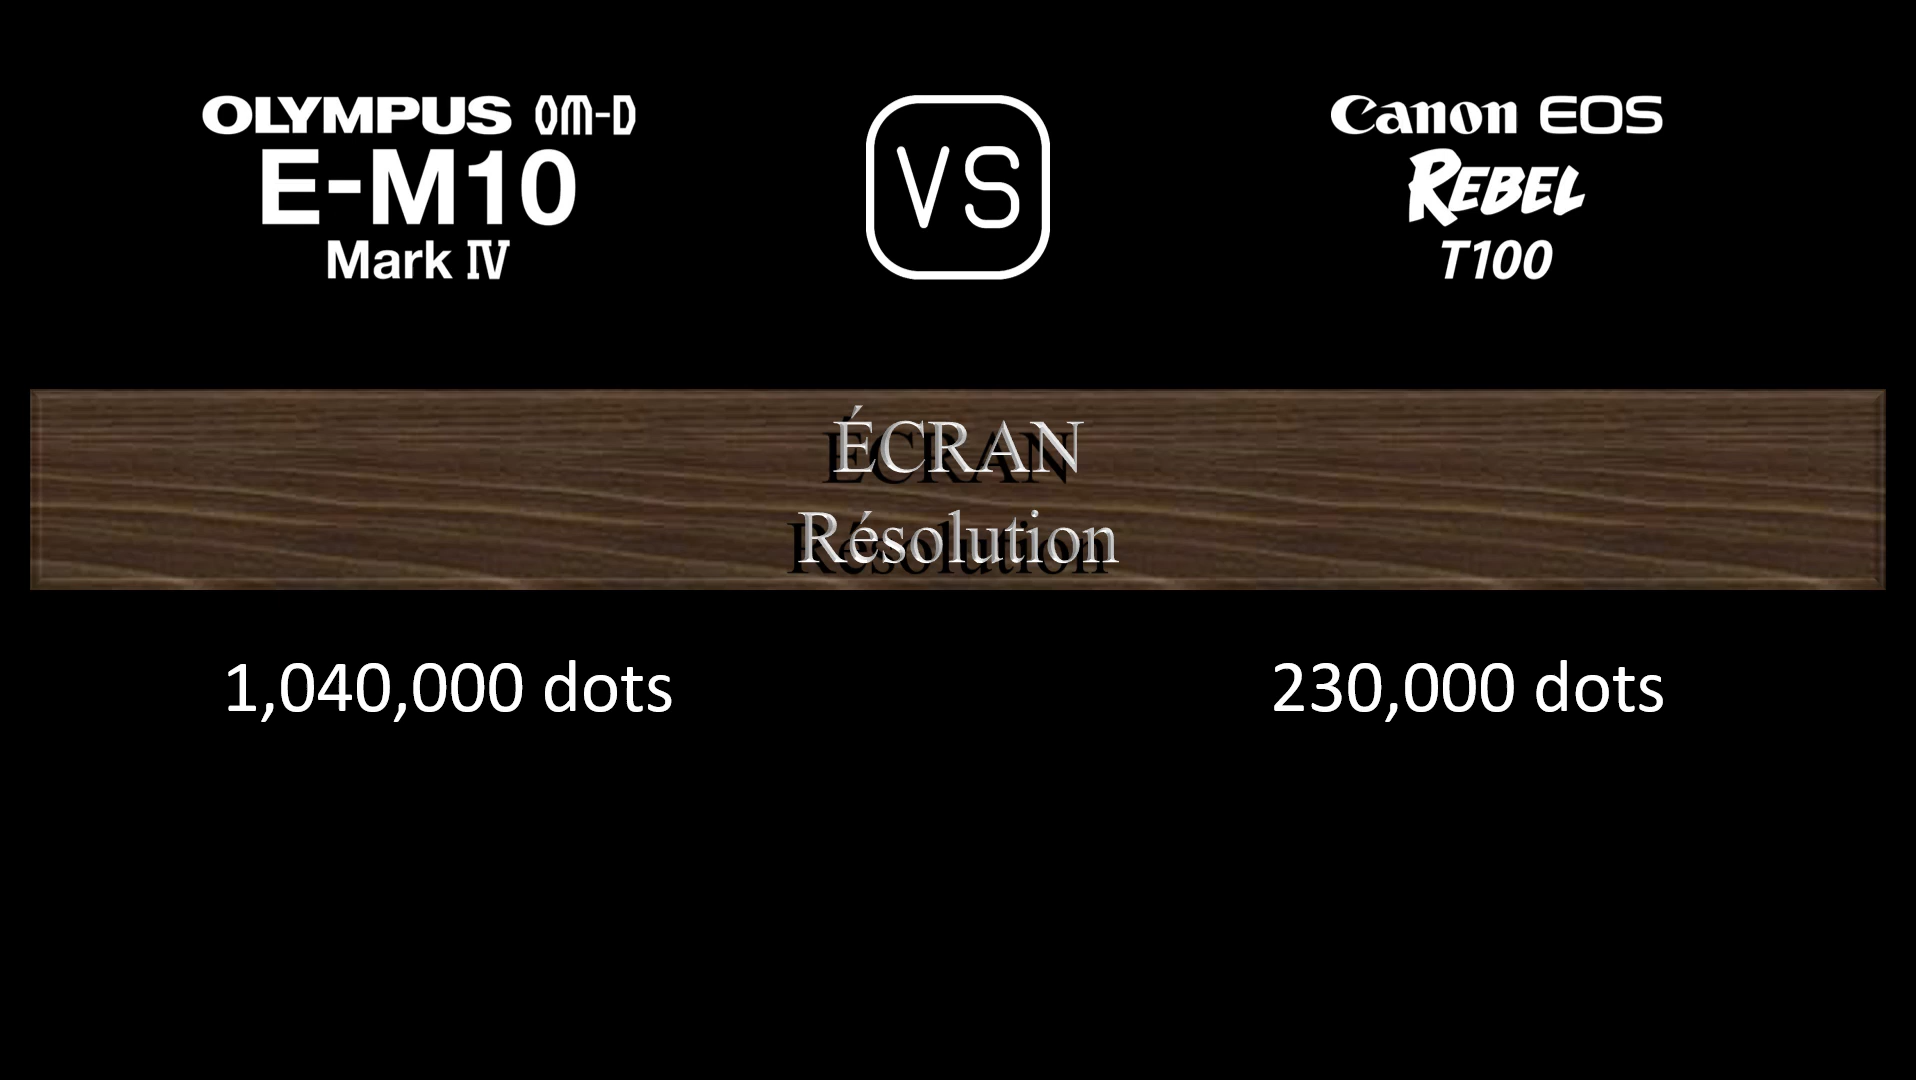 OLYMPUS OM-D
E-M10
Mark IV
VS
Canon EOS
REBEL
T100
ÉCRAN
Résolution
1,040,000 dots
230,000 dots